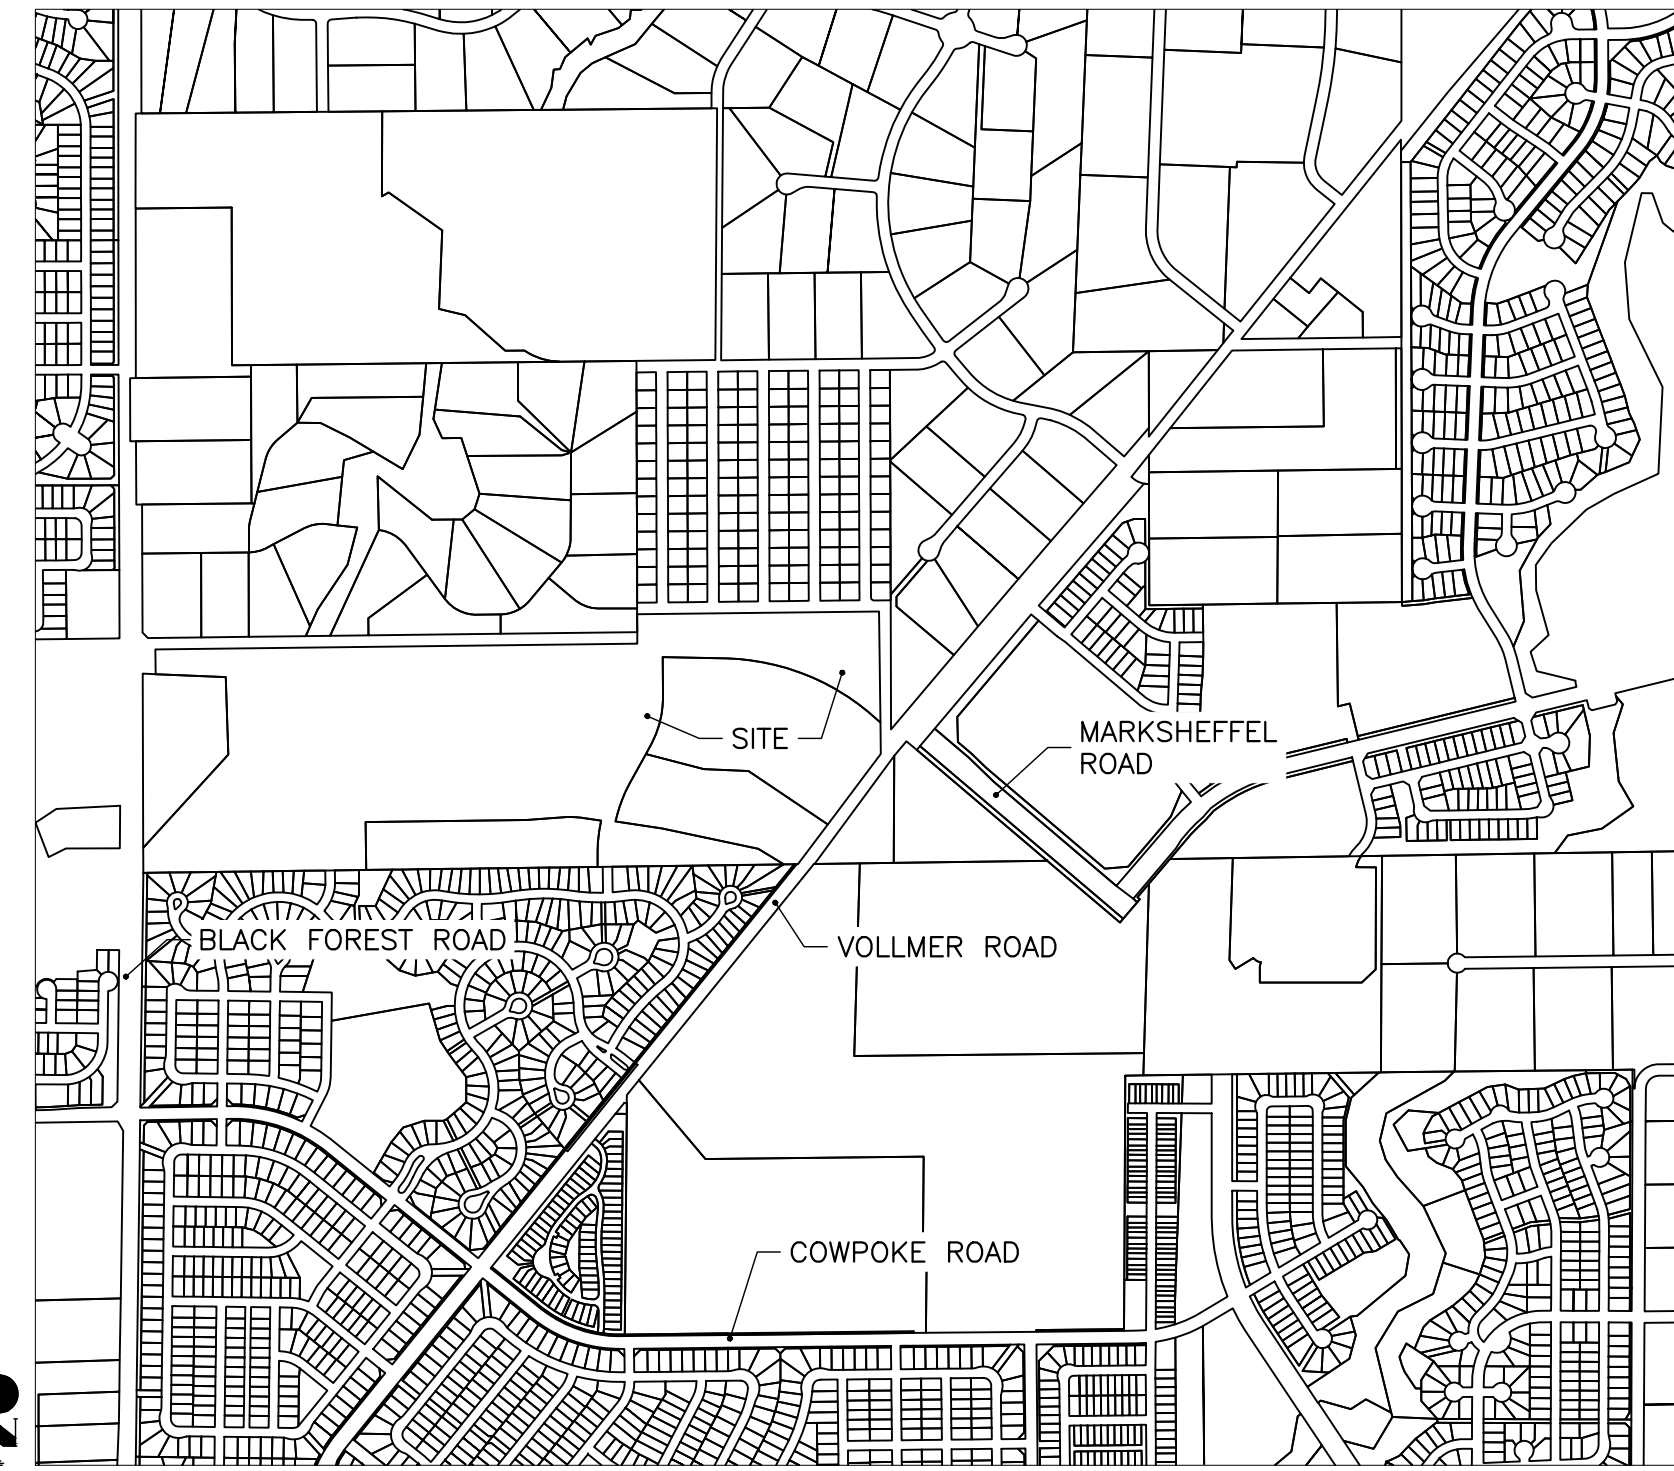 SITE
MARKSHEFFEL
ROAD
BLACK FOREST ROAD
VOLLMER ROAD
COWPOKE ROAD